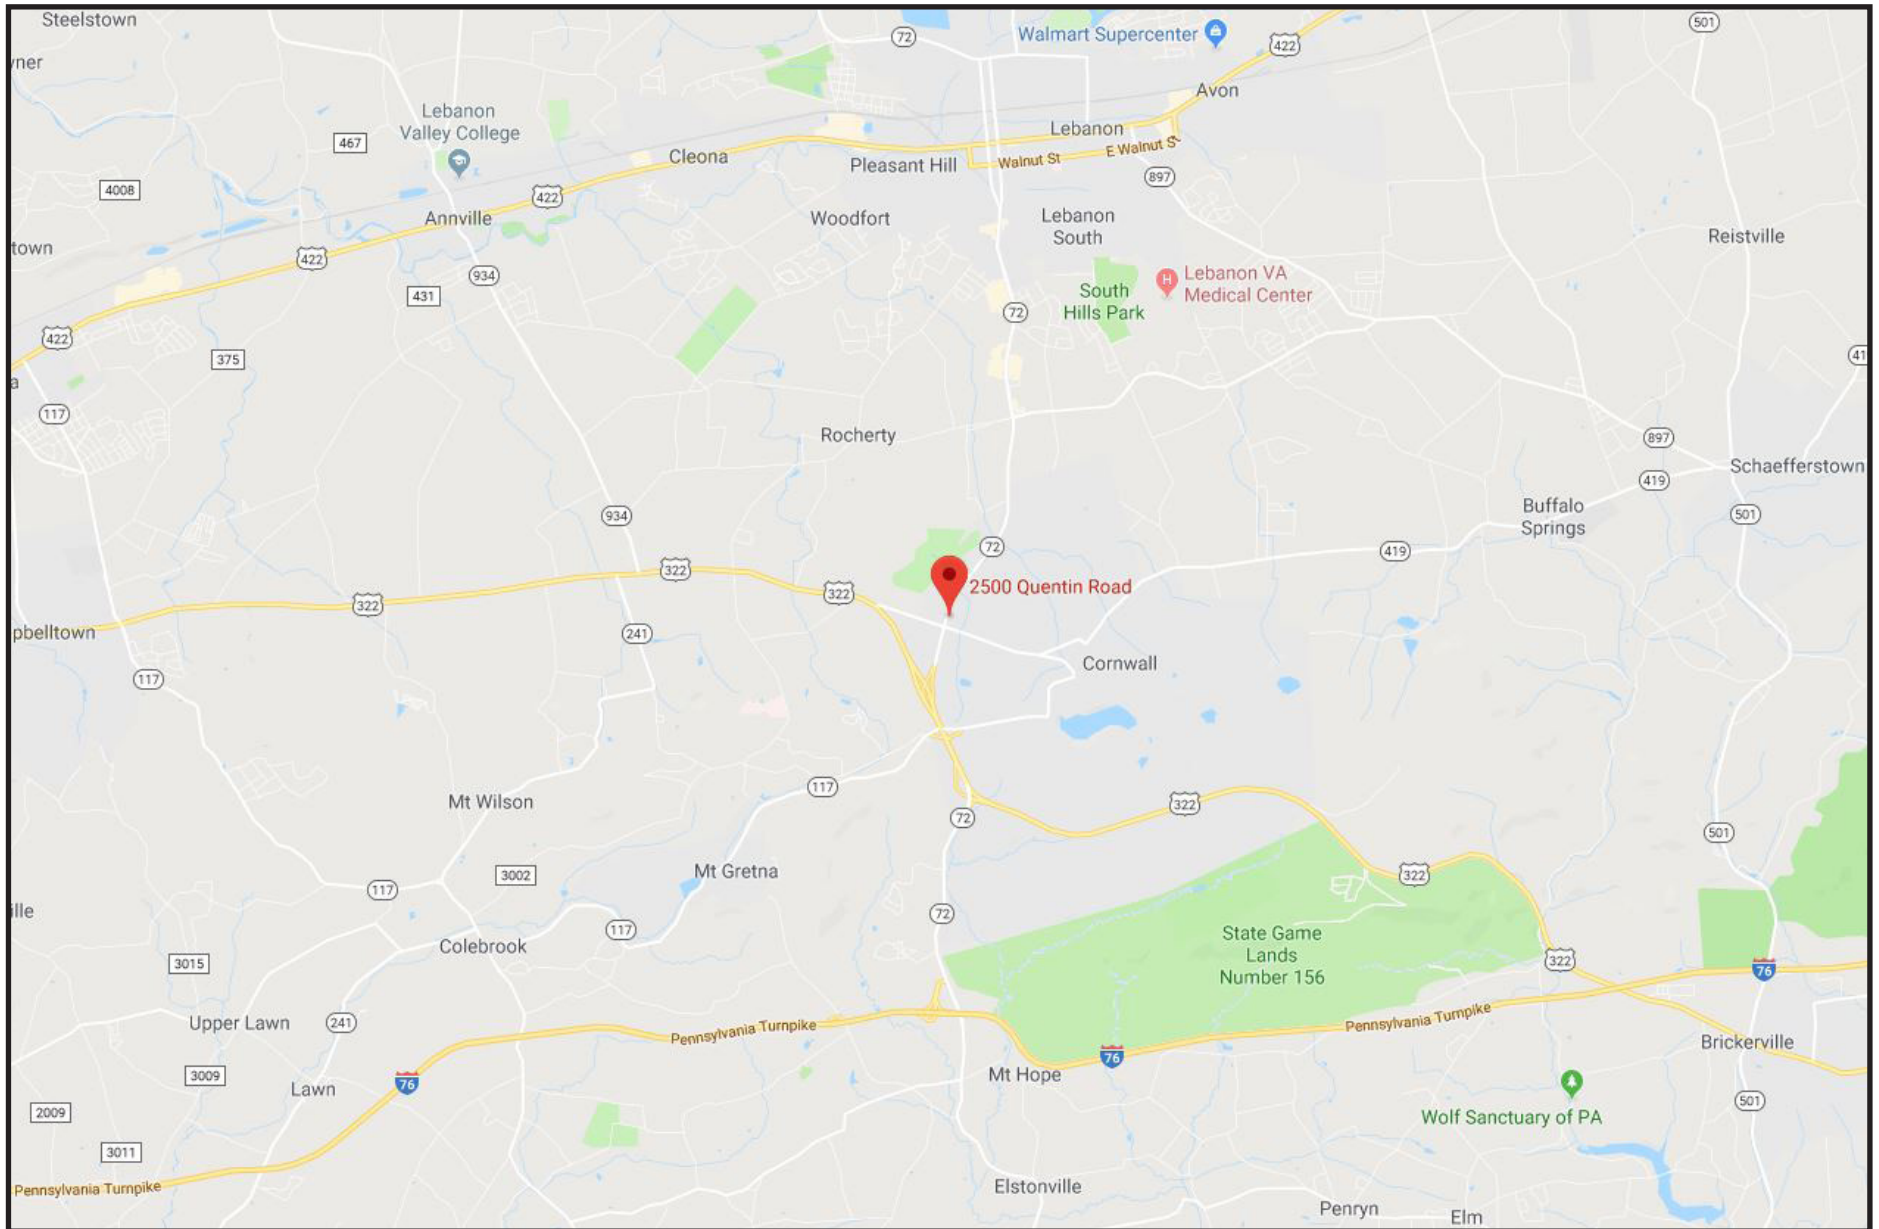 Steelstown
72
Walmart Supercenter
422
501
ner
Avon
Lebanon
Valley College
467
Lebanon
Cleona
Pleasant Hill
Walnut St
E Walnut St
897
4008
422
Annville
Woodfort
Lebanon
South
Reistville
town
422
934
431
Lebanon VA
Medical Center
South
Hills Park
72
422
375
41
a
117
Rocherty
897
Schaefferstown
419
Buffalo
Springs
501
934
72
419
322
322
2500 Quentin Road
322
pbelltown
241
Cornwall
117
117
Mt Wilson
322
72
501
Mt Gretna
3002
322
117
ille
72
117
State Game
Lands
Number 156
Colebrook
3015
322
76
Upper Lawn
241
Pennsylvania Turnpike
Pennsylvania Turnpike
Brickerville
76
3009
Mt Hope
76
Lawn
2009
Wolf Sanctuary of PA
501
3011
Pennsylvania Turnpike
Elstonville
Penryn
Elm